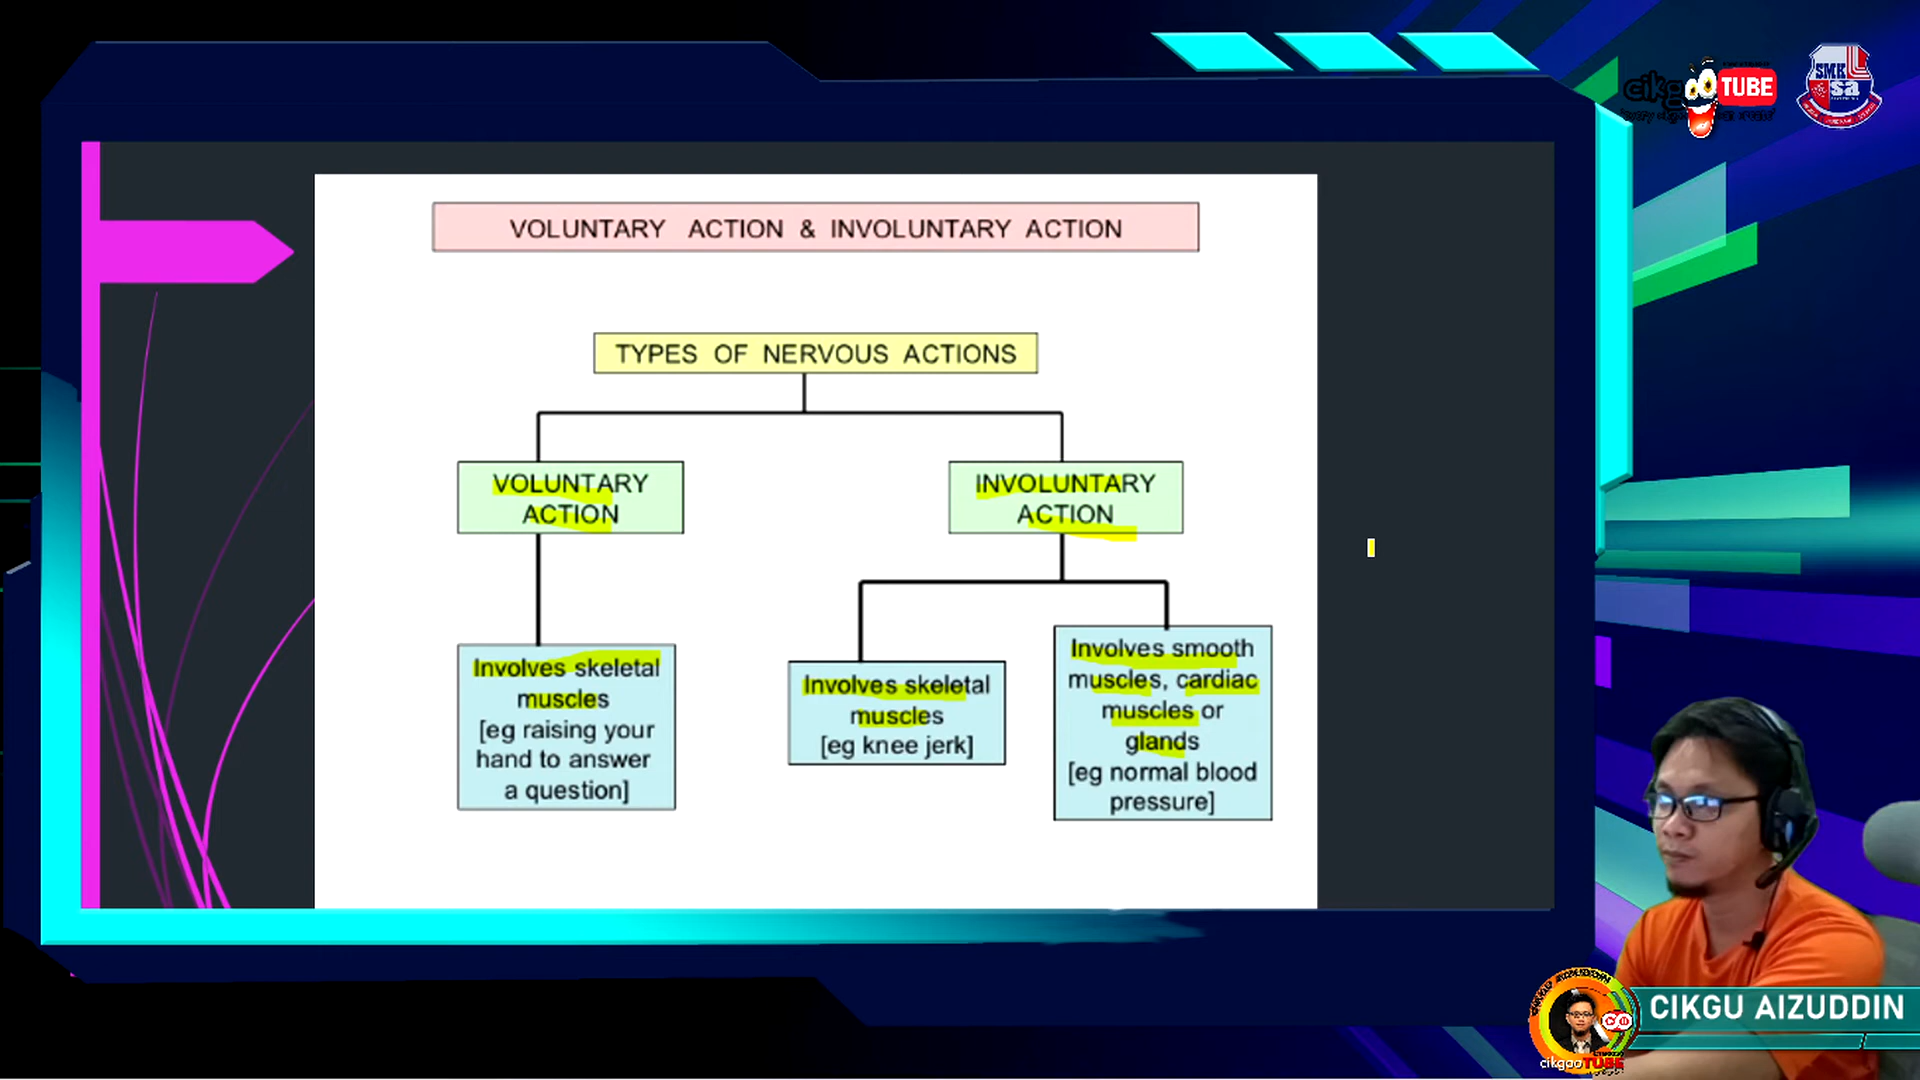 cikgooTUBE
SMK
sa
VOLUNTARY ACTION & INVOLUNTARY ACTION
TYPES OF NERVOUS ACTIONS
VOLUNTARY
ACTION
INVOLUNTARY
ACTION
Involves skeletal
muscles
[eg raising your
hand to answer
a question]
Involves skeletal
muscles
[eg knee jerk]
Involves smooth
muscles, cardiac
muscles or
glands
[eg normal blood
pressure]
CIKGU AIZUDDIN
cikgooTUBE